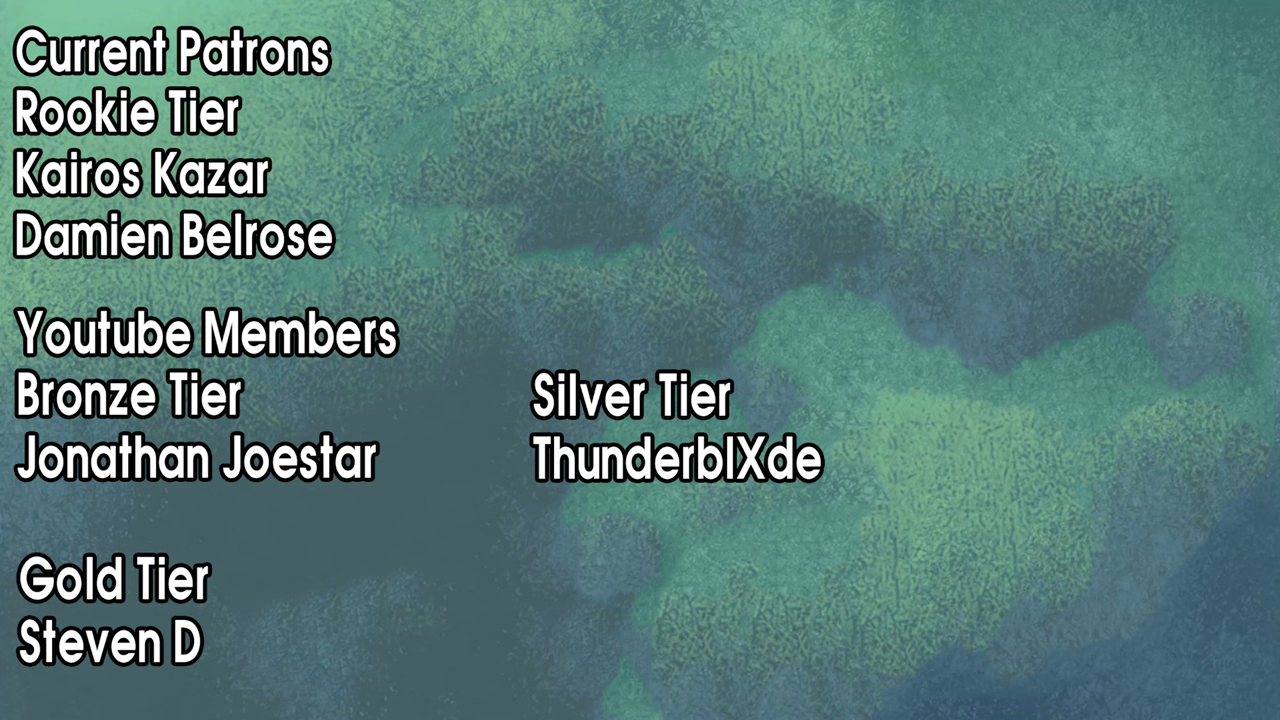 Current Patrons
Rookie Tier
Kairos Kazar
Damien Belrose
Youtube Members
Bronze Tier
Jonathan Joestar
Silver Tier
ThunderblXde
Gold Tier
Steven D